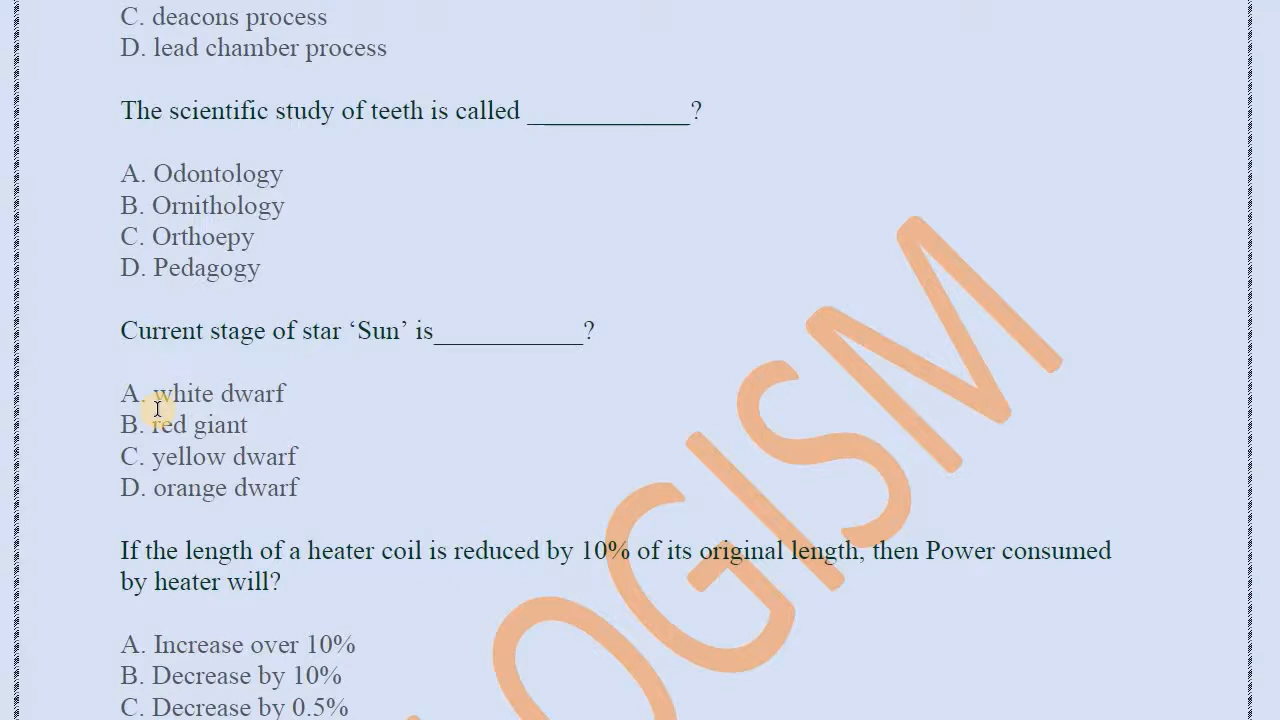 C. deacons process
D. lead chamber process
The scientific study of teeth is called ____________?
A. Odontology
B. Ornithology
C. Orthoepy
D. Pedagogy
Current stage of star ‘Sun’ is___________?
A. white dwarf
B. red giant
C. yellow dwarf
D. orange dwarf
If the length of a heater coil is reduced by 10% of its original length, then Power consumed
by heater will?
A. Increase over 10%
B. Decrease by 10%
C. Decrease by 0.5%
OGISM